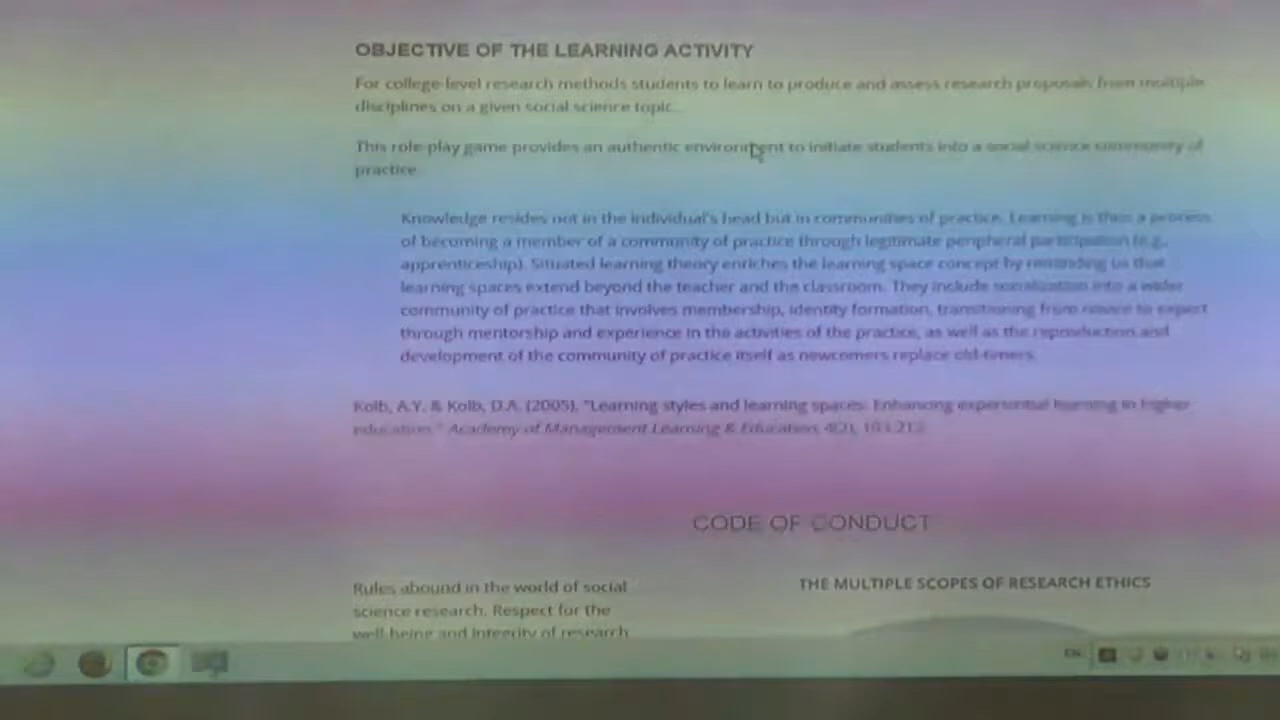 OBJECTIVE OF THE LEARNING ACTIVITY
For college-level research methods students to learn to produce and assess research proposals from multiple
disciplines on a given social science topic.
This role-play game provides an authentic environment to initiate students into a social science community of
practice.
Knowledge resides not in the individual's head but in communities of practice. Learning is thus a process
of becoming a member of a community of practice through legitimate peripheral participation (e.g.,
apprenticeship). Situated learning theory enriches the learning space concept by reminding us that
learning spaces extend beyond the teacher and the classroom. They include socialization into a wider
community of practice that involves membership, identity formation, transitioning from novice to expert
through mentorship and experience in the activities of the practice, as well as the reproduction and
development of the community of practice itself as newcomers replace old-timers.
Kolb, A.Y. & Kolb, D.A. (2005), "Learning styles and learning spaces: Enhancing experiential learning in higher
education." Academy of Management Learning & Education, 4(2), 193-212.
CODE OF CONDUCT
Rules abound in the world of social
science research. Respect for the
well-being and integrity of research
THE MULTIPLE SCOPES OF RESEARCH ETHICS
EN